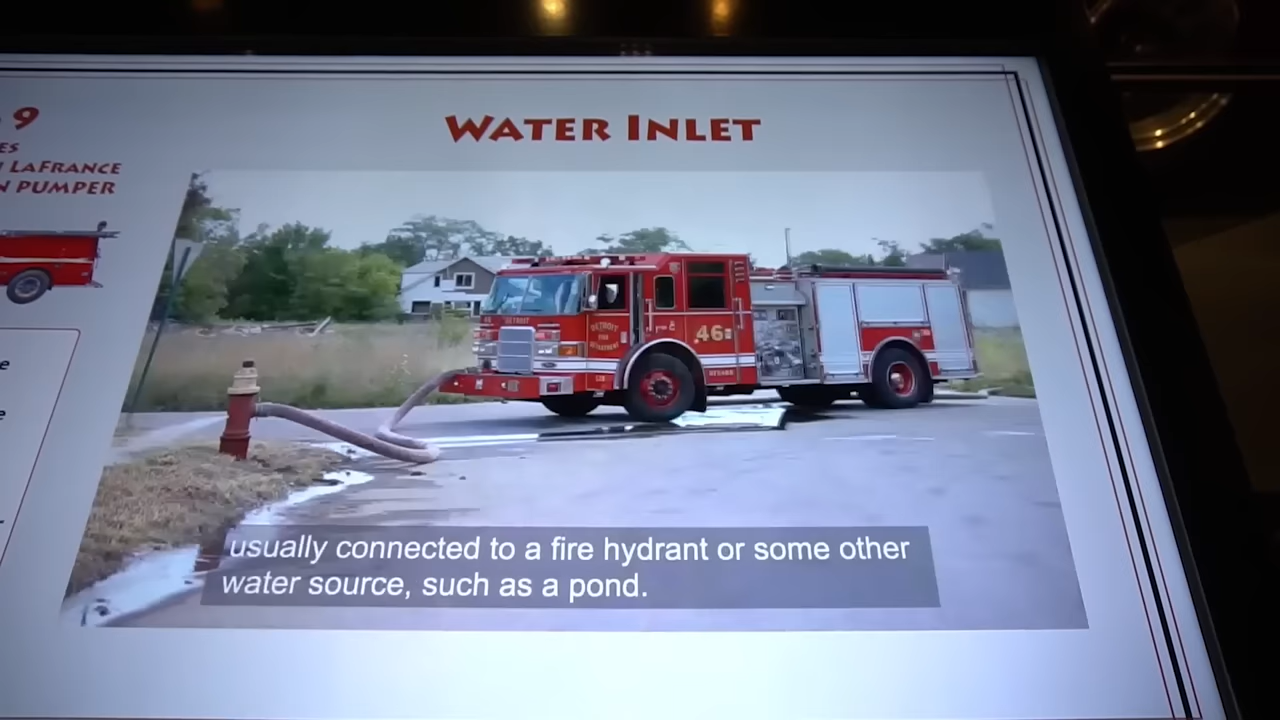 9
ES
LAFRANCE
N PUMPER
WATER INLET
DETROIT
DETROIT
FIRE
DEPARTMENT
46
usually connected to a fire hydrant or some other
water source, such as a pond.